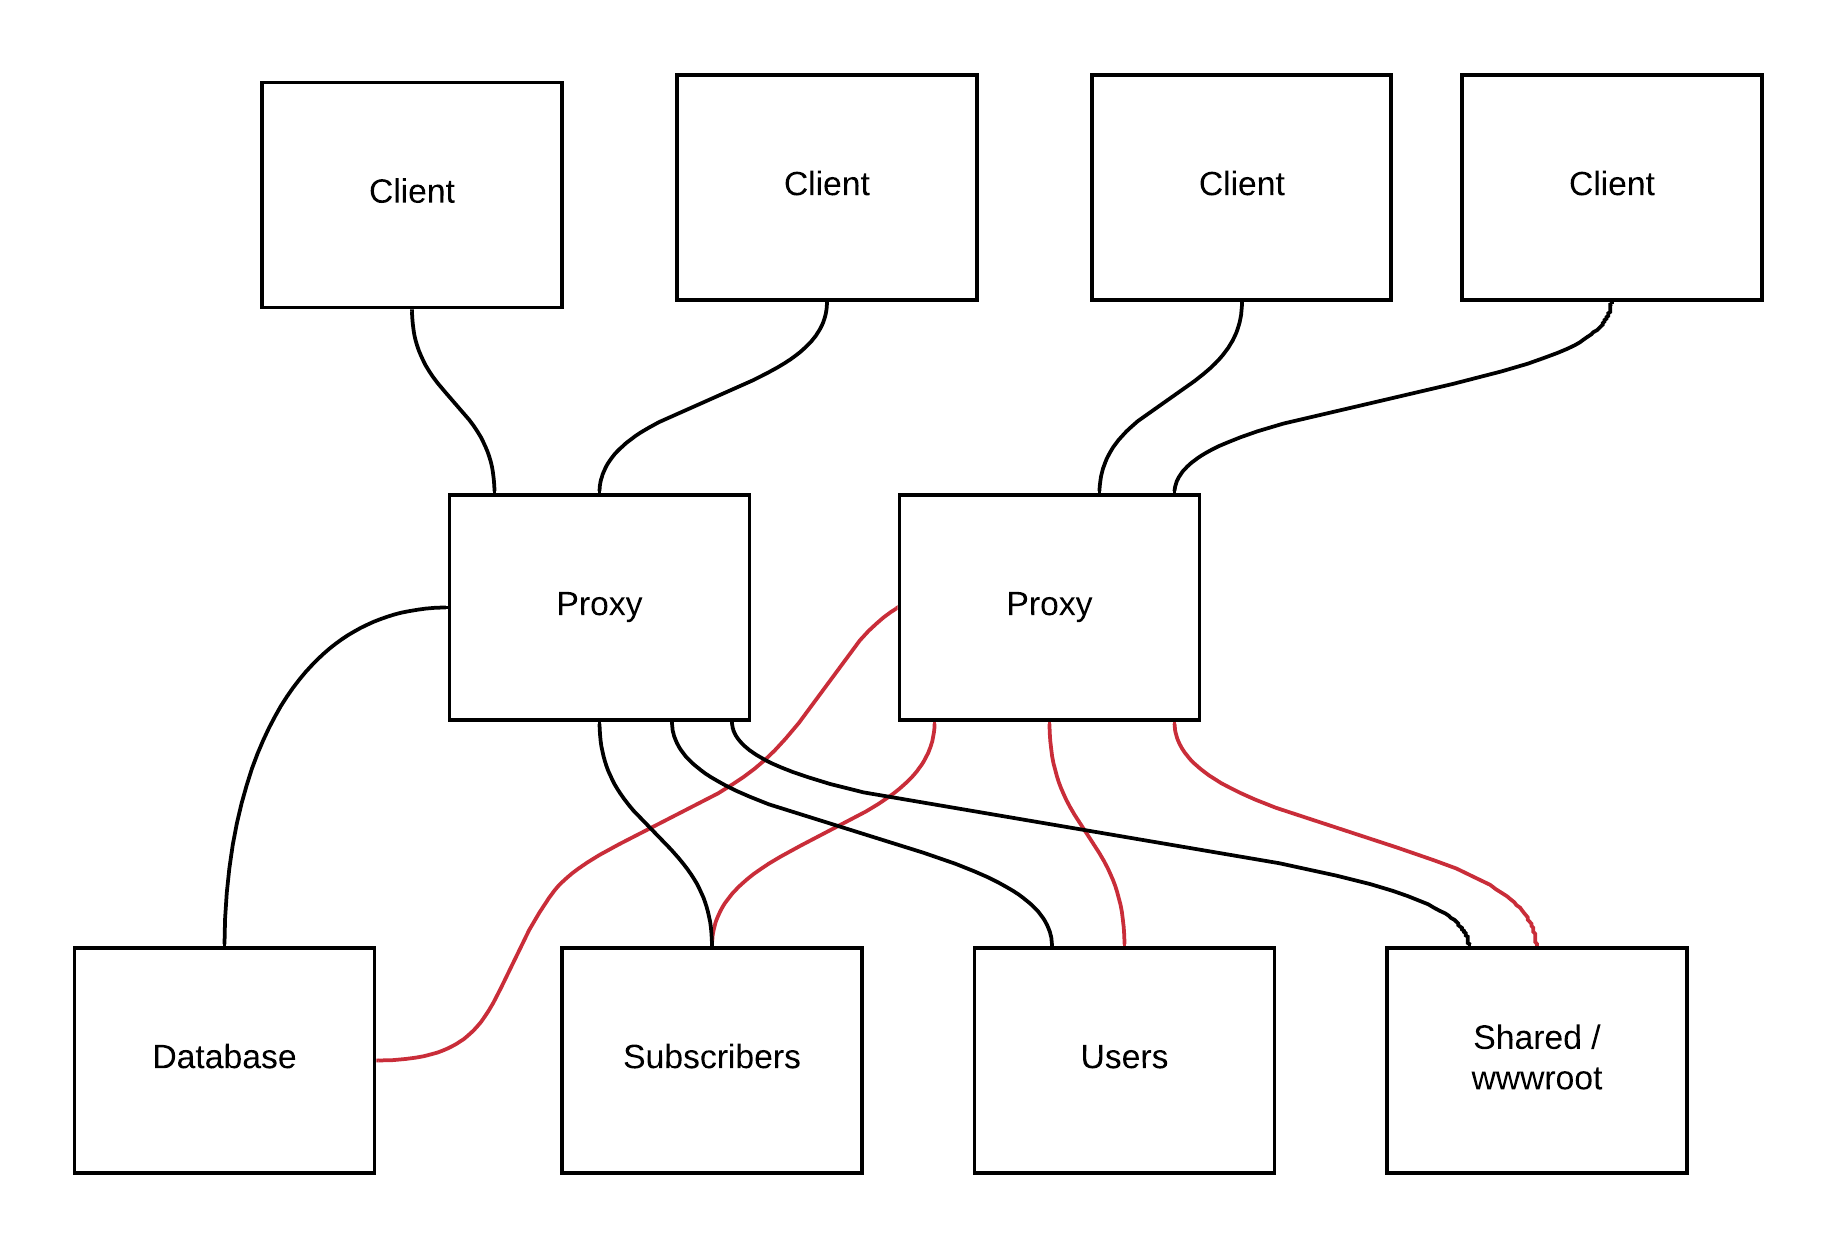 Client
Client
Client
Client
Proxy
Proxy
Database
Subscribers
Users
Shared /
wwwroot